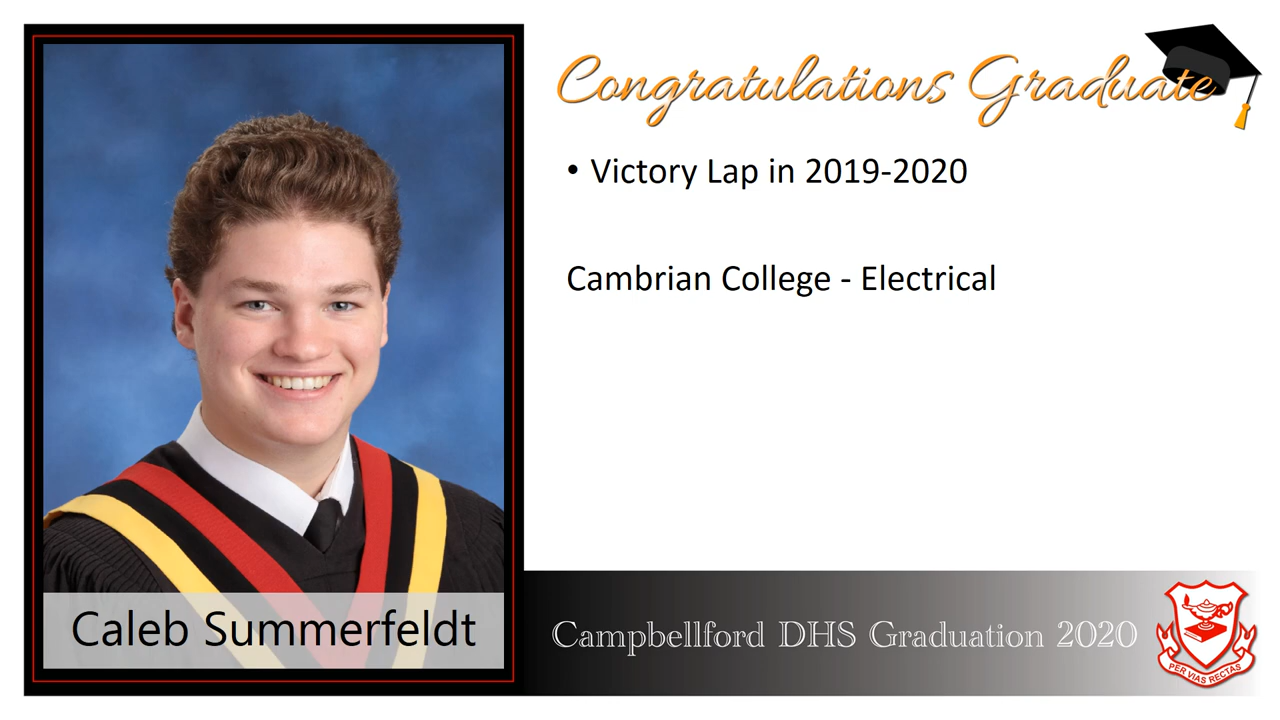 Congratulations Graduate
• Victory Lap in 2019-2020
Cambrian College - Electrical
Caleb Summerfeldt
Campbellford DHS Graduation 2020
PER VIAS RECTAS